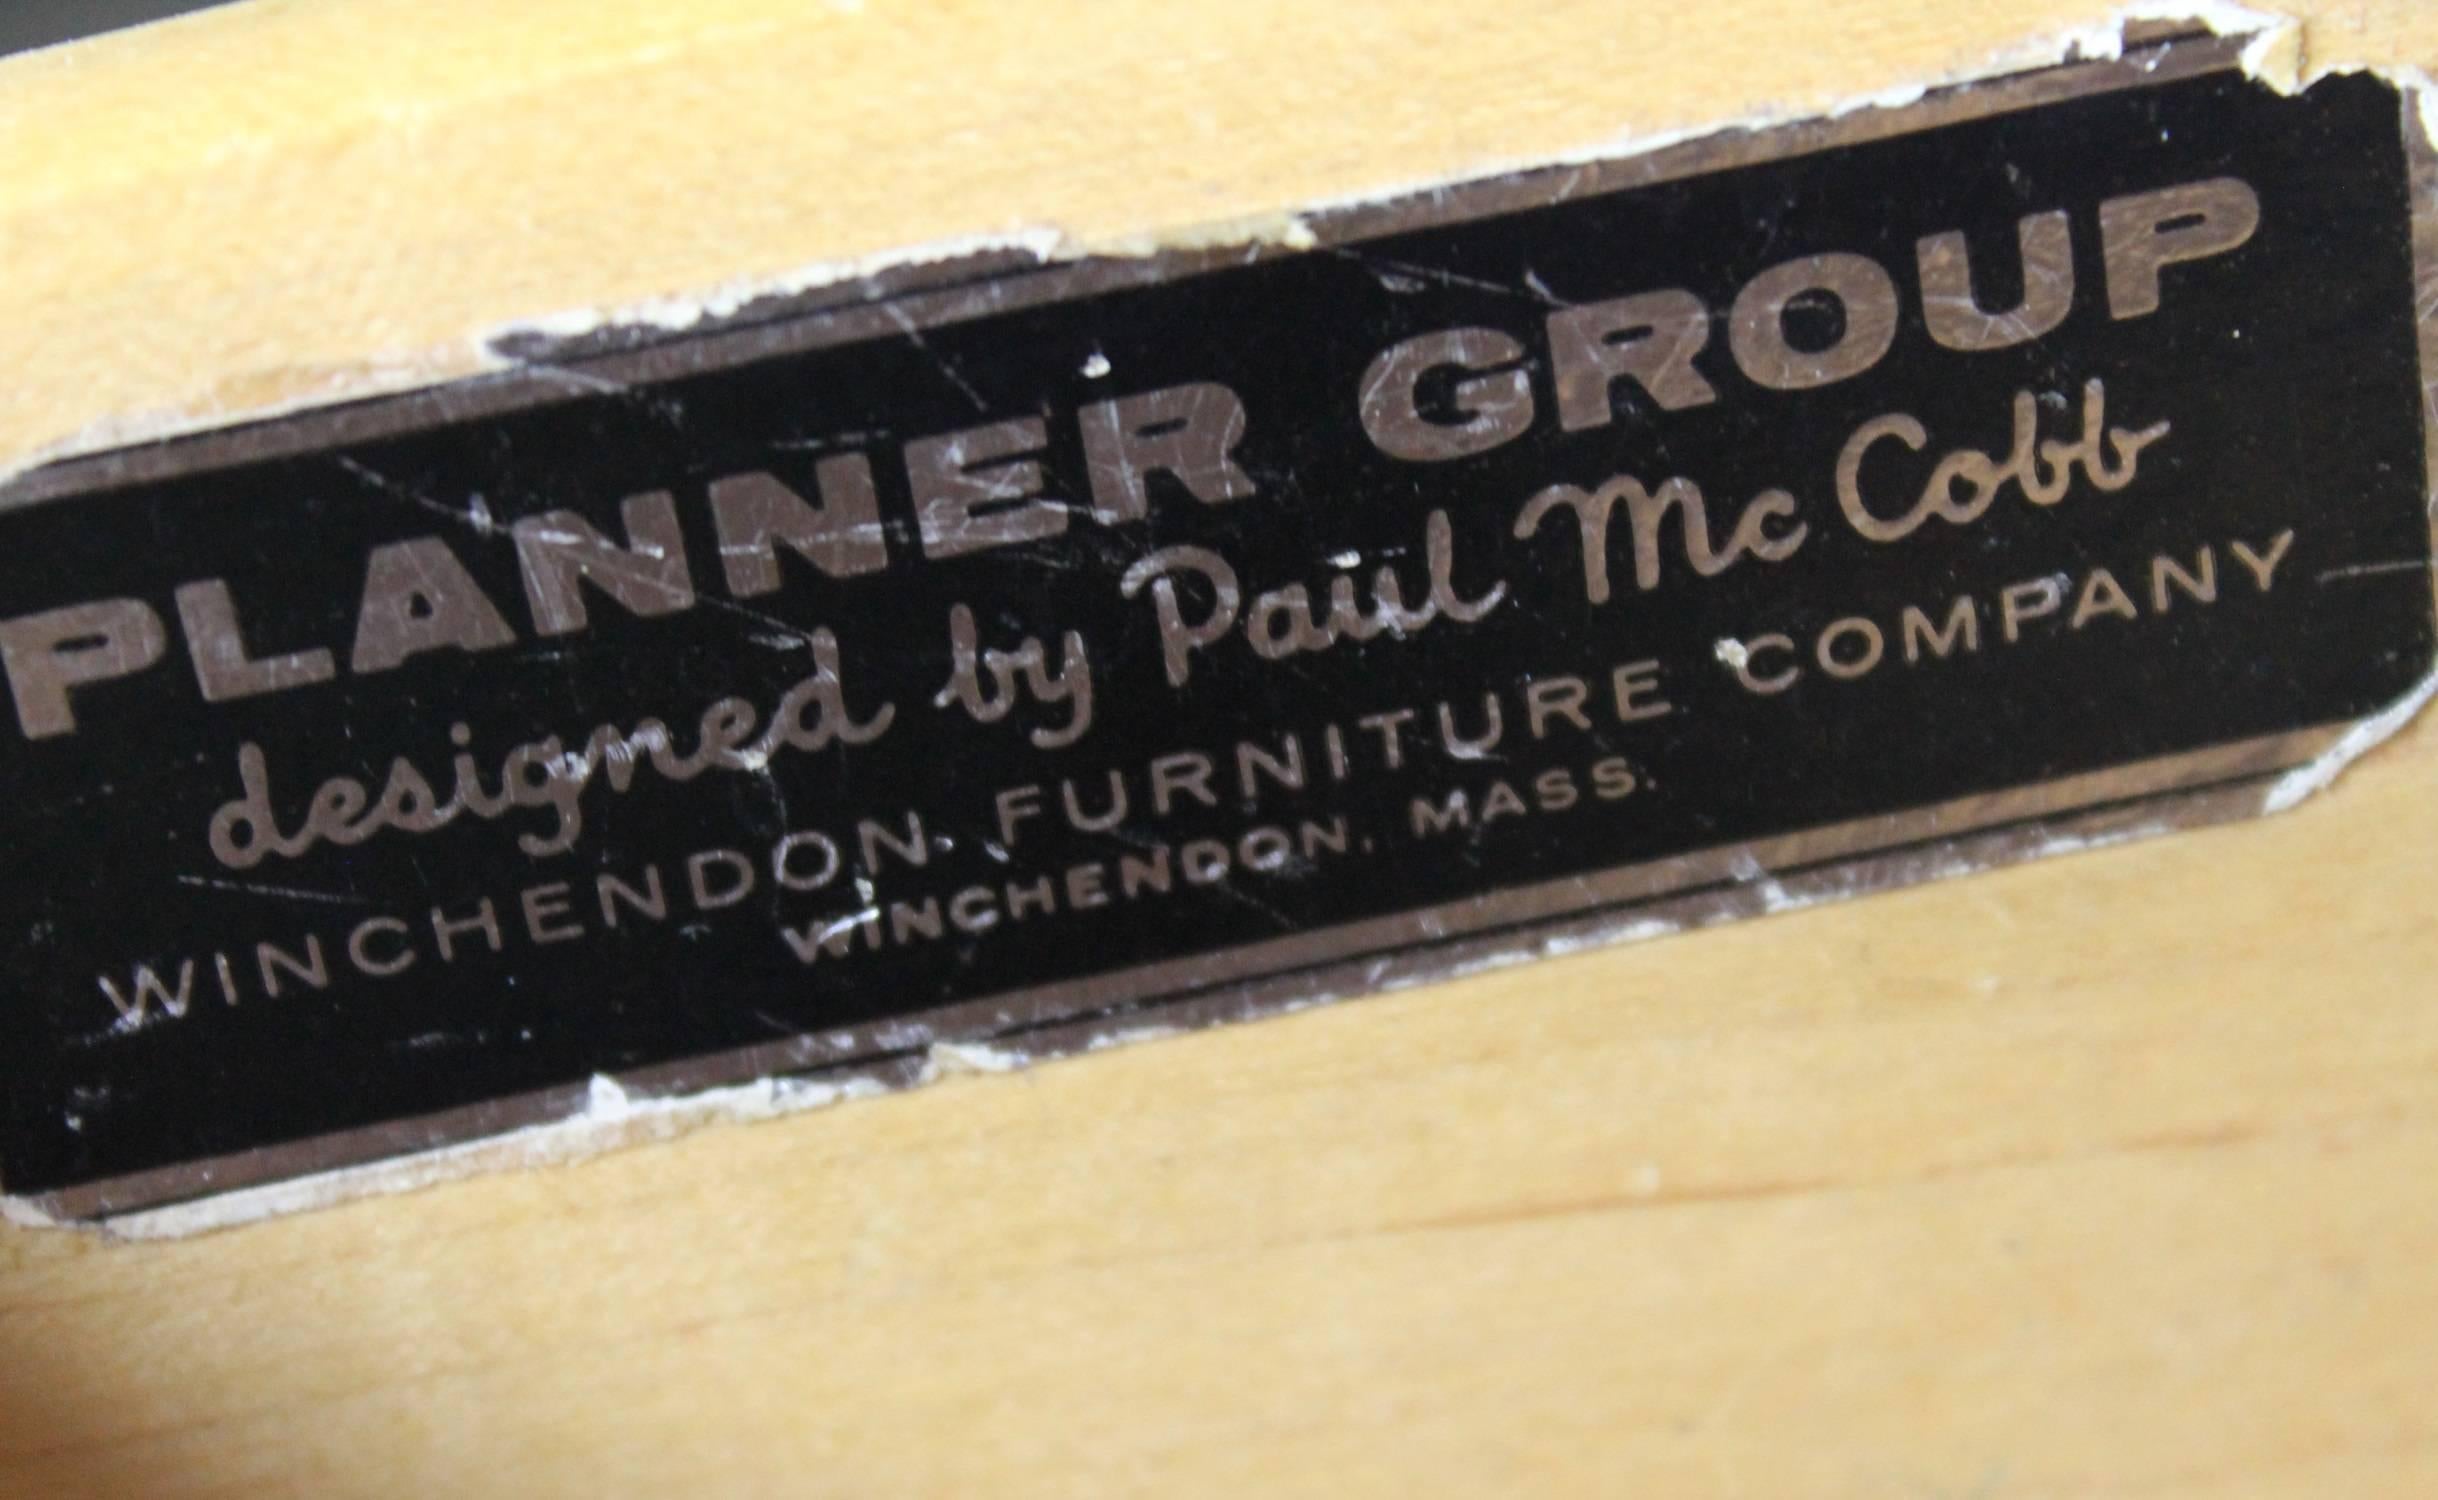 PLANNER GROUP
designed by Paul Mc Cobb
WINCHENDON FURNITURE COMPANY
WINCHENDON, MASS.